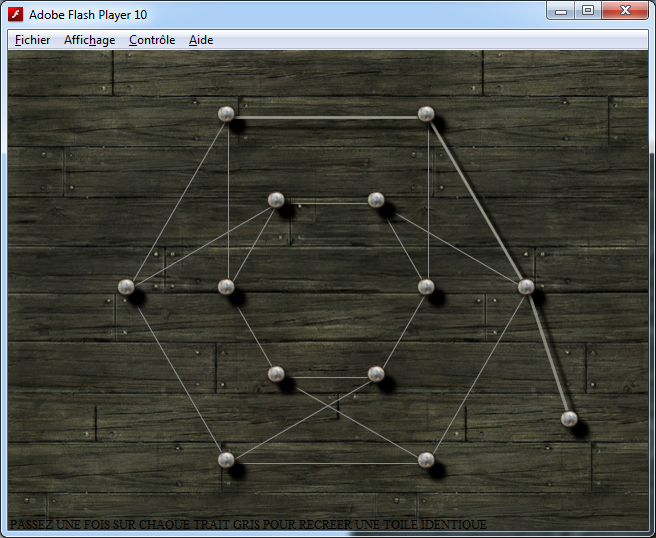 Adobe Flash Player 10
Fichier Affichage Contrôle Aide
PASSEZ UNE FOIS SUR CHAQUE TRAIT GRIS POUR RECRÉER UNE TOILE IDENTIQUE